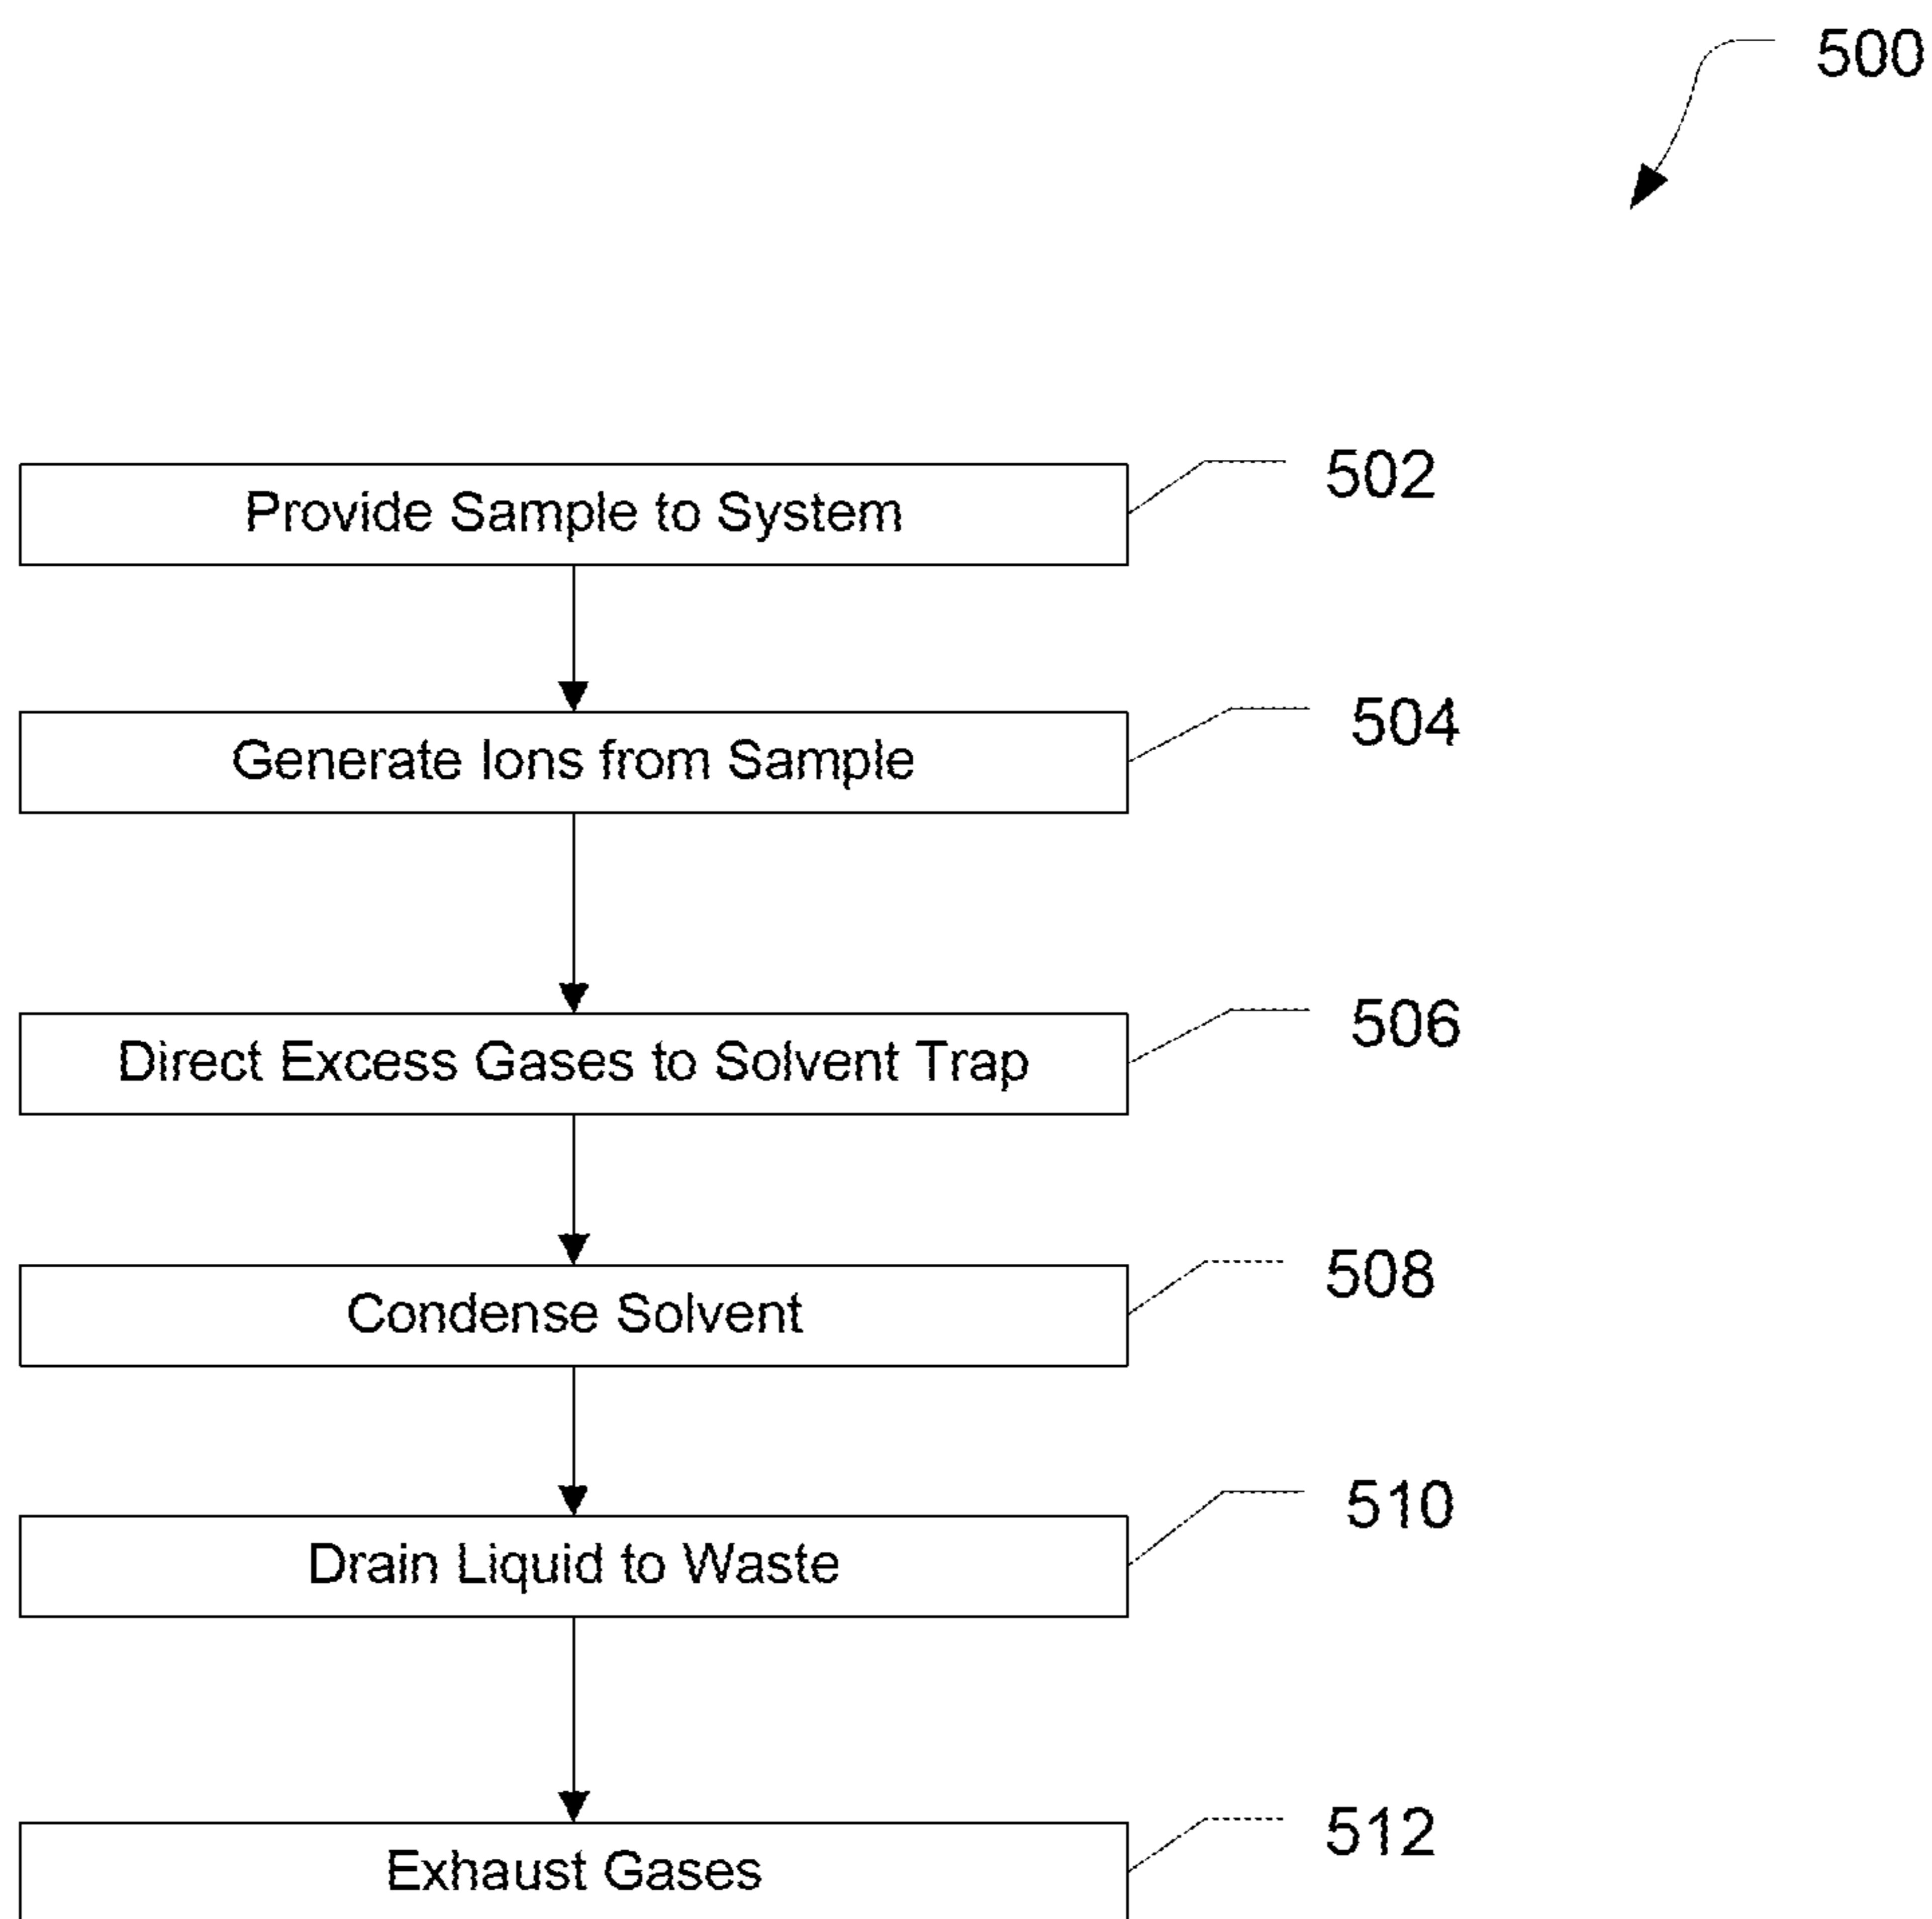 500
Provide Sample to System
502
Generate Ions from Sample
504
Direct Excess Gases to Solvent Trap
506
Condense Solvent
508
Drain Liquid to Waste
510
Exhaust Gases
512